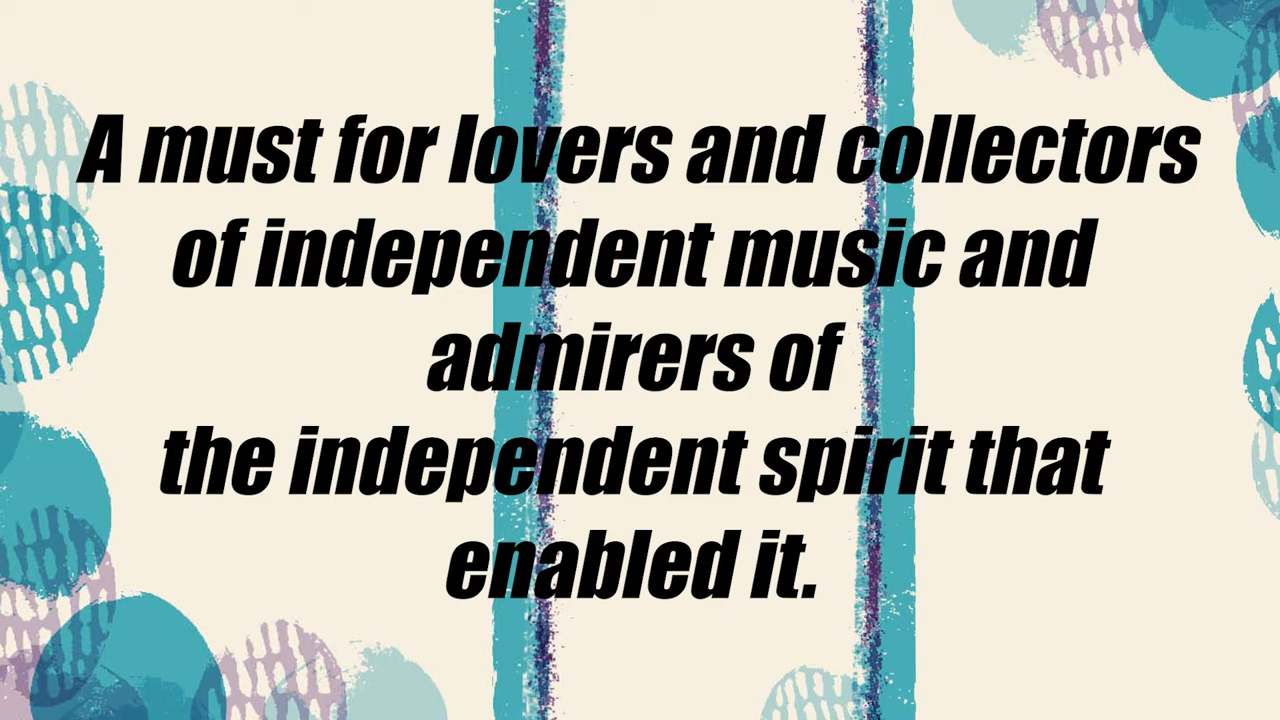 A must for lovers and collectors
of independent music and
admirers of
the independent spirit that
enabled it.